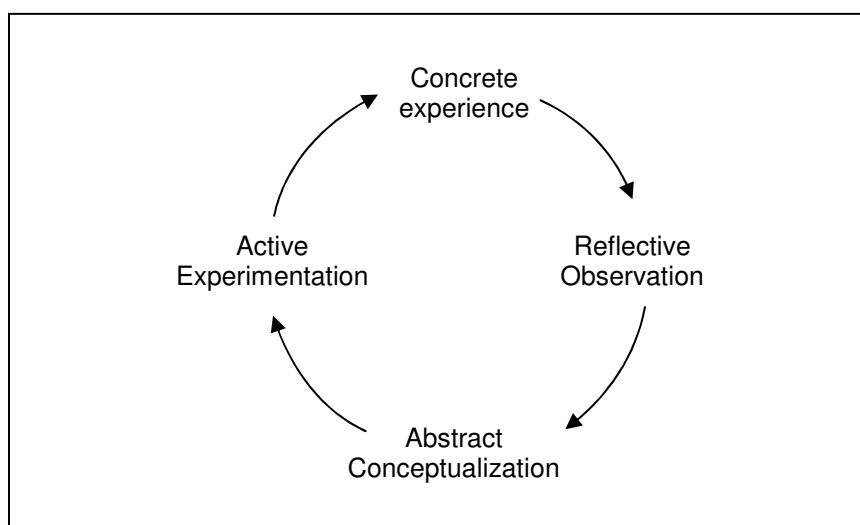 Concrete
experience
Active
Experimentation
Reflective
Observation
Abstract
Conceptualization